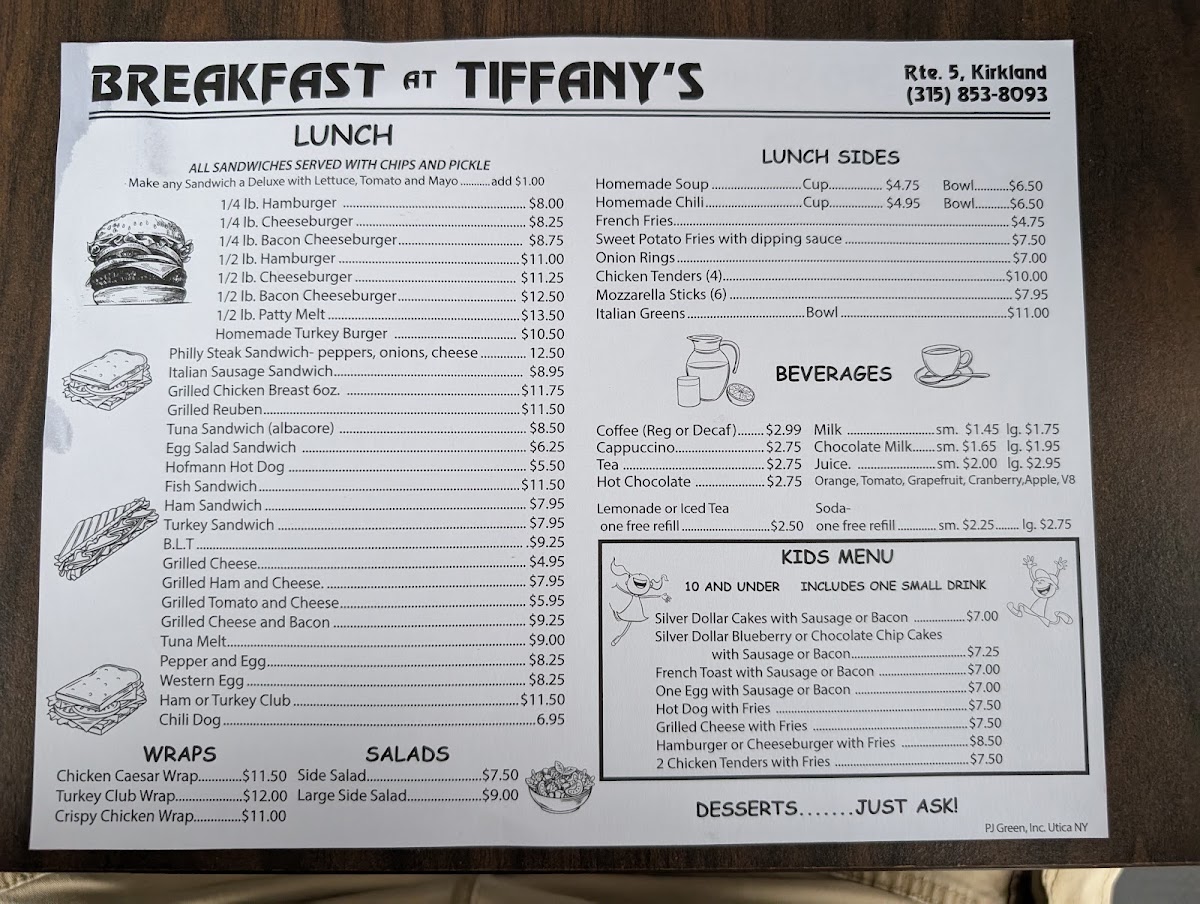 BREAKFAST AT TIFFANY'S
Rte. 5, Kirkland
(315) 853-8093
LUNCH
ALL SANDWICHES SERVED WITH CHIPS AND PICKLE
Make any Sandwich a Deluxe with Lettuce, Tomato and Mayo ..........add $1.00
1/4 lb. Hamburger ........ $8.00
1/4 lb. Cheeseburger ........ $8.25
1/4 lb. Bacon Cheeseburger........ $8.75
1/2 lb. Hamburger ........ $11.00
1/2 lb. Cheeseburger ........ $11.25
1/2 lb. Bacon Cheeseburger........ $12.50
1/2 lb. Patty Melt........ $13.50
Homemade Turkey Burger ........ $10.50
Philly Steak Sandwich- peppers, onions, cheese ........ 12.50
Italian Sausage Sandwich........ $8.95
Grilled Chicken Breast 6oz. ........ $11.75
Grilled Reuben........ $11.50
Tuna Sandwich (albacore) ........ $8.50
Egg Salad Sandwich ........ $6.25
Hofmann Hot Dog ........ $5.50
Fish Sandwich........ $11.50
Ham Sandwich ........ $7.95
Turkey Sandwich ........ $7.95
B.L.T ........ $9.25
Grilled Cheese........ $4.95
Grilled Ham and Cheese. ........ $7.95
Grilled Tomato and Cheese........ $5.95
Grilled Cheese and Bacon ........ $9.25
Tuna Melt........ $9.00
Pepper and Egg........ $8.25
Western Egg ........ $8.25
Ham or Turkey Club ........ $11.50
Chili Dog........ 6.95
WRAPS
Chicken Caesar Wrap..........$11.50
Turkey Club Wrap..........$12.00
Crispy Chicken Wrap..........$11.00
SALADS
Side Salad..........$7.50
Large Side Salad..........$9.00
LUNCH SIDES
Homemade Soup ........Cup........ $4.75 Bowl........$6.50
Homemade Chili........Cup........ $4.95 Bowl........$6.50
French Fries........$4.75
Sweet Potato Fries with dipping sauce ........$7.50
Onion Rings........$7.00
Chicken Tenders (4)........$10.00
Mozzarella Sticks (6) ........$7.95
Italian Greens........Bowl ........$11.00
BEVERAGES
Coffee (Reg or Decaf).......$2.99
Cappuccino........$2.75
Tea ........$2.75
Hot Chocolate ........$2.75
Lemonade or Iced Tea
one free refill ........$2.50
Milk ........sm. $1.45 lg. $1.75
Chocolate Milk......sm. $1.65 lg. $1.95
Juice. ........sm. $2.00 lg. $2.95
Orange, Tomato, Grapefruit, Cranberry,Apple, V8
Soda-
one free refill ........ sm. $2.25....... lg. $2.75
KIDS MENU
10 AND UNDER INCLUDES ONE SMALL DRINK
Silver Dollar Cakes with Sausage or Bacon ........$7.00
Silver Dollar Blueberry or Chocolate Chip Cakes
with Sausage or Bacon........$7.25
French Toast with Sausage or Bacon ........$7.00
One Egg with Sausage or Bacon ........$7.00
Hot Dog with Fries ........$7.50
Grilled Cheese with Fries ........$7.50
Hamburger or Cheeseburger with Fries ........$8.50
2 Chicken Tenders with Fries ........$7.50
DESSERTS.......JUST ASK!
PJ Green, Inc. Utica NY